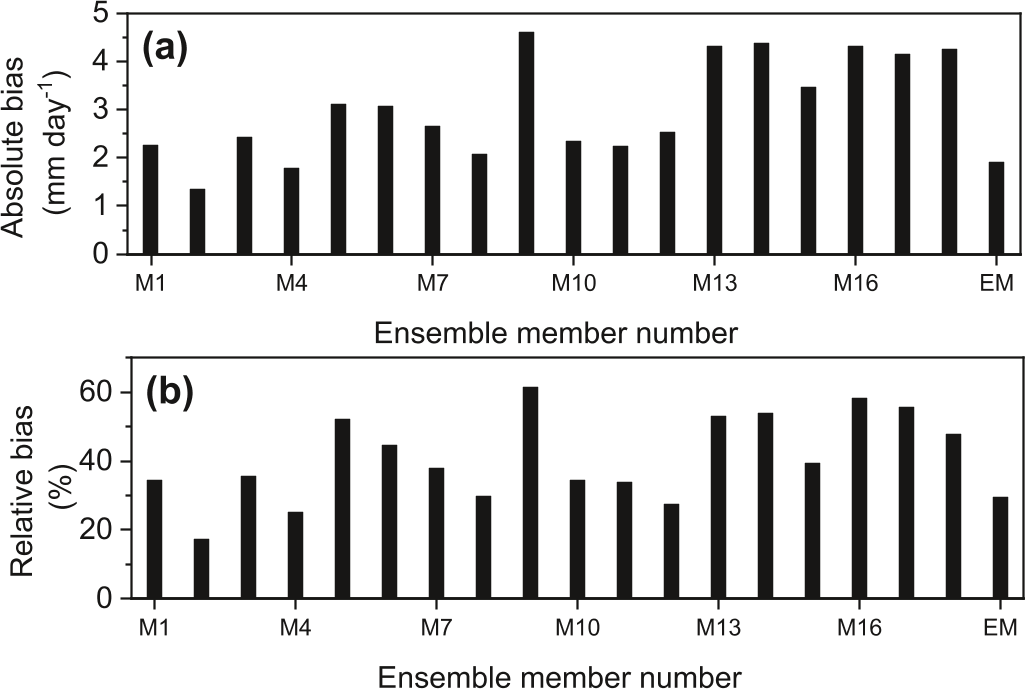 (a)
Absolute bias
(mm day⁻¹)
5
4
3
2
1
0
M1 M4 M7 M10 M13 M16 EM
Ensemble member number
(b)
Relative bias
(%)
60
40
20
0
M1 M4 M7 M10 M13 M16 EM
Ensemble member number